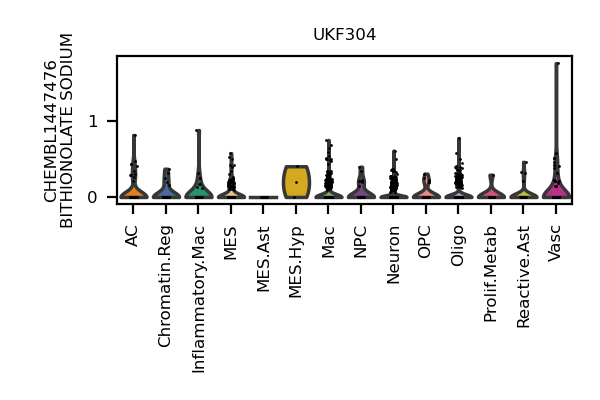 UKF304
CHEMBL1447476
BITHIONOLATE SODIUM
1
0
AC
Chromatin.Reg
Inflammatory.Mac
MES
MES.Ast
MES.Hyp
Mac
NPC
Neuron
OPC
Oligo
Prolif.Metab
Reactive.Ast
Vasc